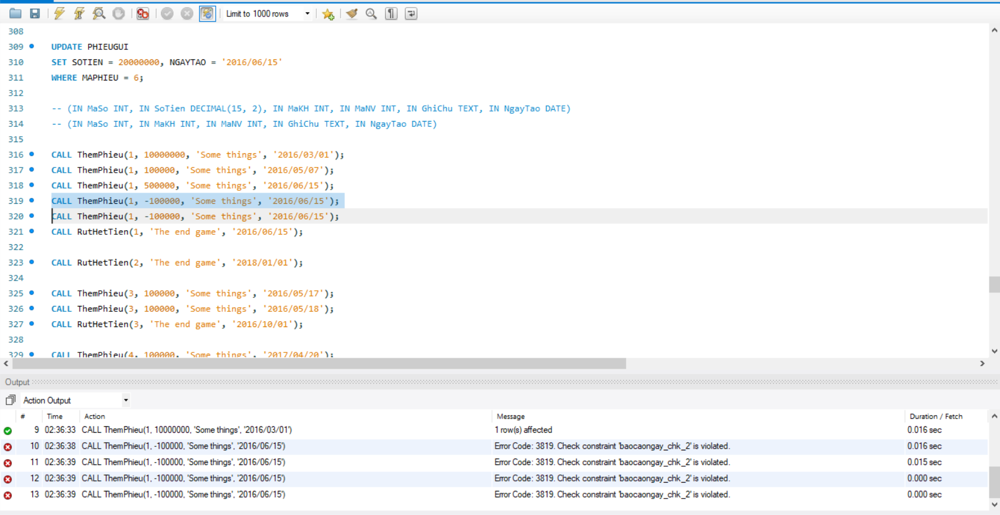 Limit to 1000 rows
308
309 UPDATE PHIEUGUI
310 SET SOTIEN = 20000000, NGAYTAO = '2016/06/15'
311 WHERE MAPHIEU = 6;
312
313 -- (IN MaSo INT, IN SoTien DECIMAL(15, 2), IN MaKH INT, IN MaNV INT, IN GhiChu TEXT, IN NgayTao DATE)
314 -- (IN MaSo INT, IN MaKH INT, IN MaNV INT, IN GhiChu TEXT, IN NgayTao DATE)
315
316 CALL ThemPhieu(1, 10000000, 'Some things', '2016/03/01');
317 CALL ThemPhieu(1, 100000, 'Some things', '2016/05/07');
318 CALL ThemPhieu(1, 500000, 'Some things', '2016/06/15');
319 CALL ThemPhieu(1, -100000, 'Some things', '2016/06/15');
320 CALL ThemPhieu(1, -100000, 'Some things', '2016/06/15');
321 CALL RutHetTien(1, 'The end game', '2016/06/15');
322
323 CALL RutHetTien(2, 'The end game', '2018/01/01');
324
325 CALL ThemPhieu(3, 100000, 'Some things', '2016/05/17');
326 CALL ThemPhieu(3, 100000, 'Some things', '2016/05/18');
327 CALL RutHetTien(3, 'The end game', '2016/10/01');
328
329 CALL ThemPhieu(4, 100000, 'Some things', '2017/04/20');
Output
Action Output
# Time Action Message Duration / Fetch
9 02:36:33 CALL ThemPhieu(1, 10000000, 'Some things', '2016/03/01') 1 row(s) affected 0.016 sec
10 02:36:38 CALL ThemPhieu(1, -100000, 'Some things', '2016/06/15') Error Code: 3819. Check constraint 'baocaongay_chk_2' is violated. 0.016 sec
11 02:36:39 CALL ThemPhieu(1, -100000, 'Some things', '2016/06/15') Error Code: 3819. Check constraint 'baocaongay_chk_2' is violated. 0.015 sec
12 02:36:39 CALL ThemPhieu(1, -100000, 'Some things', '2016/06/15') Error Code: 3819. Check constraint 'baocaongay_chk_2' is violated. 0.000 sec
13 02:36:39 CALL ThemPhieu(1, -100000, 'Some things', '2016/06/15') Error Code: 3819. Check constraint 'baocaongay_chk_2' is violated. 0.000 sec